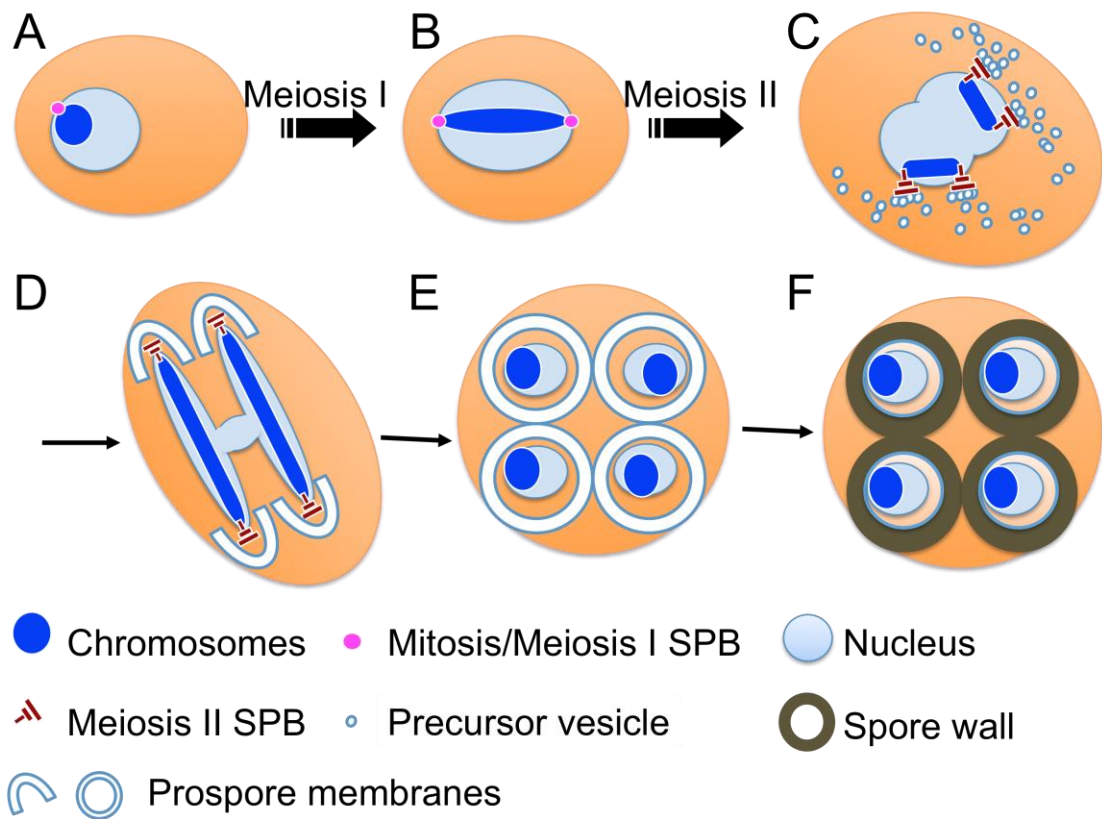 A
B
C
Meiosis I
Meiosis II
D
E
F
Chromosomes
Mitosis/Meiosis I SPB
Nucleus
Meiosis II SPB
Precursor vesicle
Spore wall
Prospore membranes